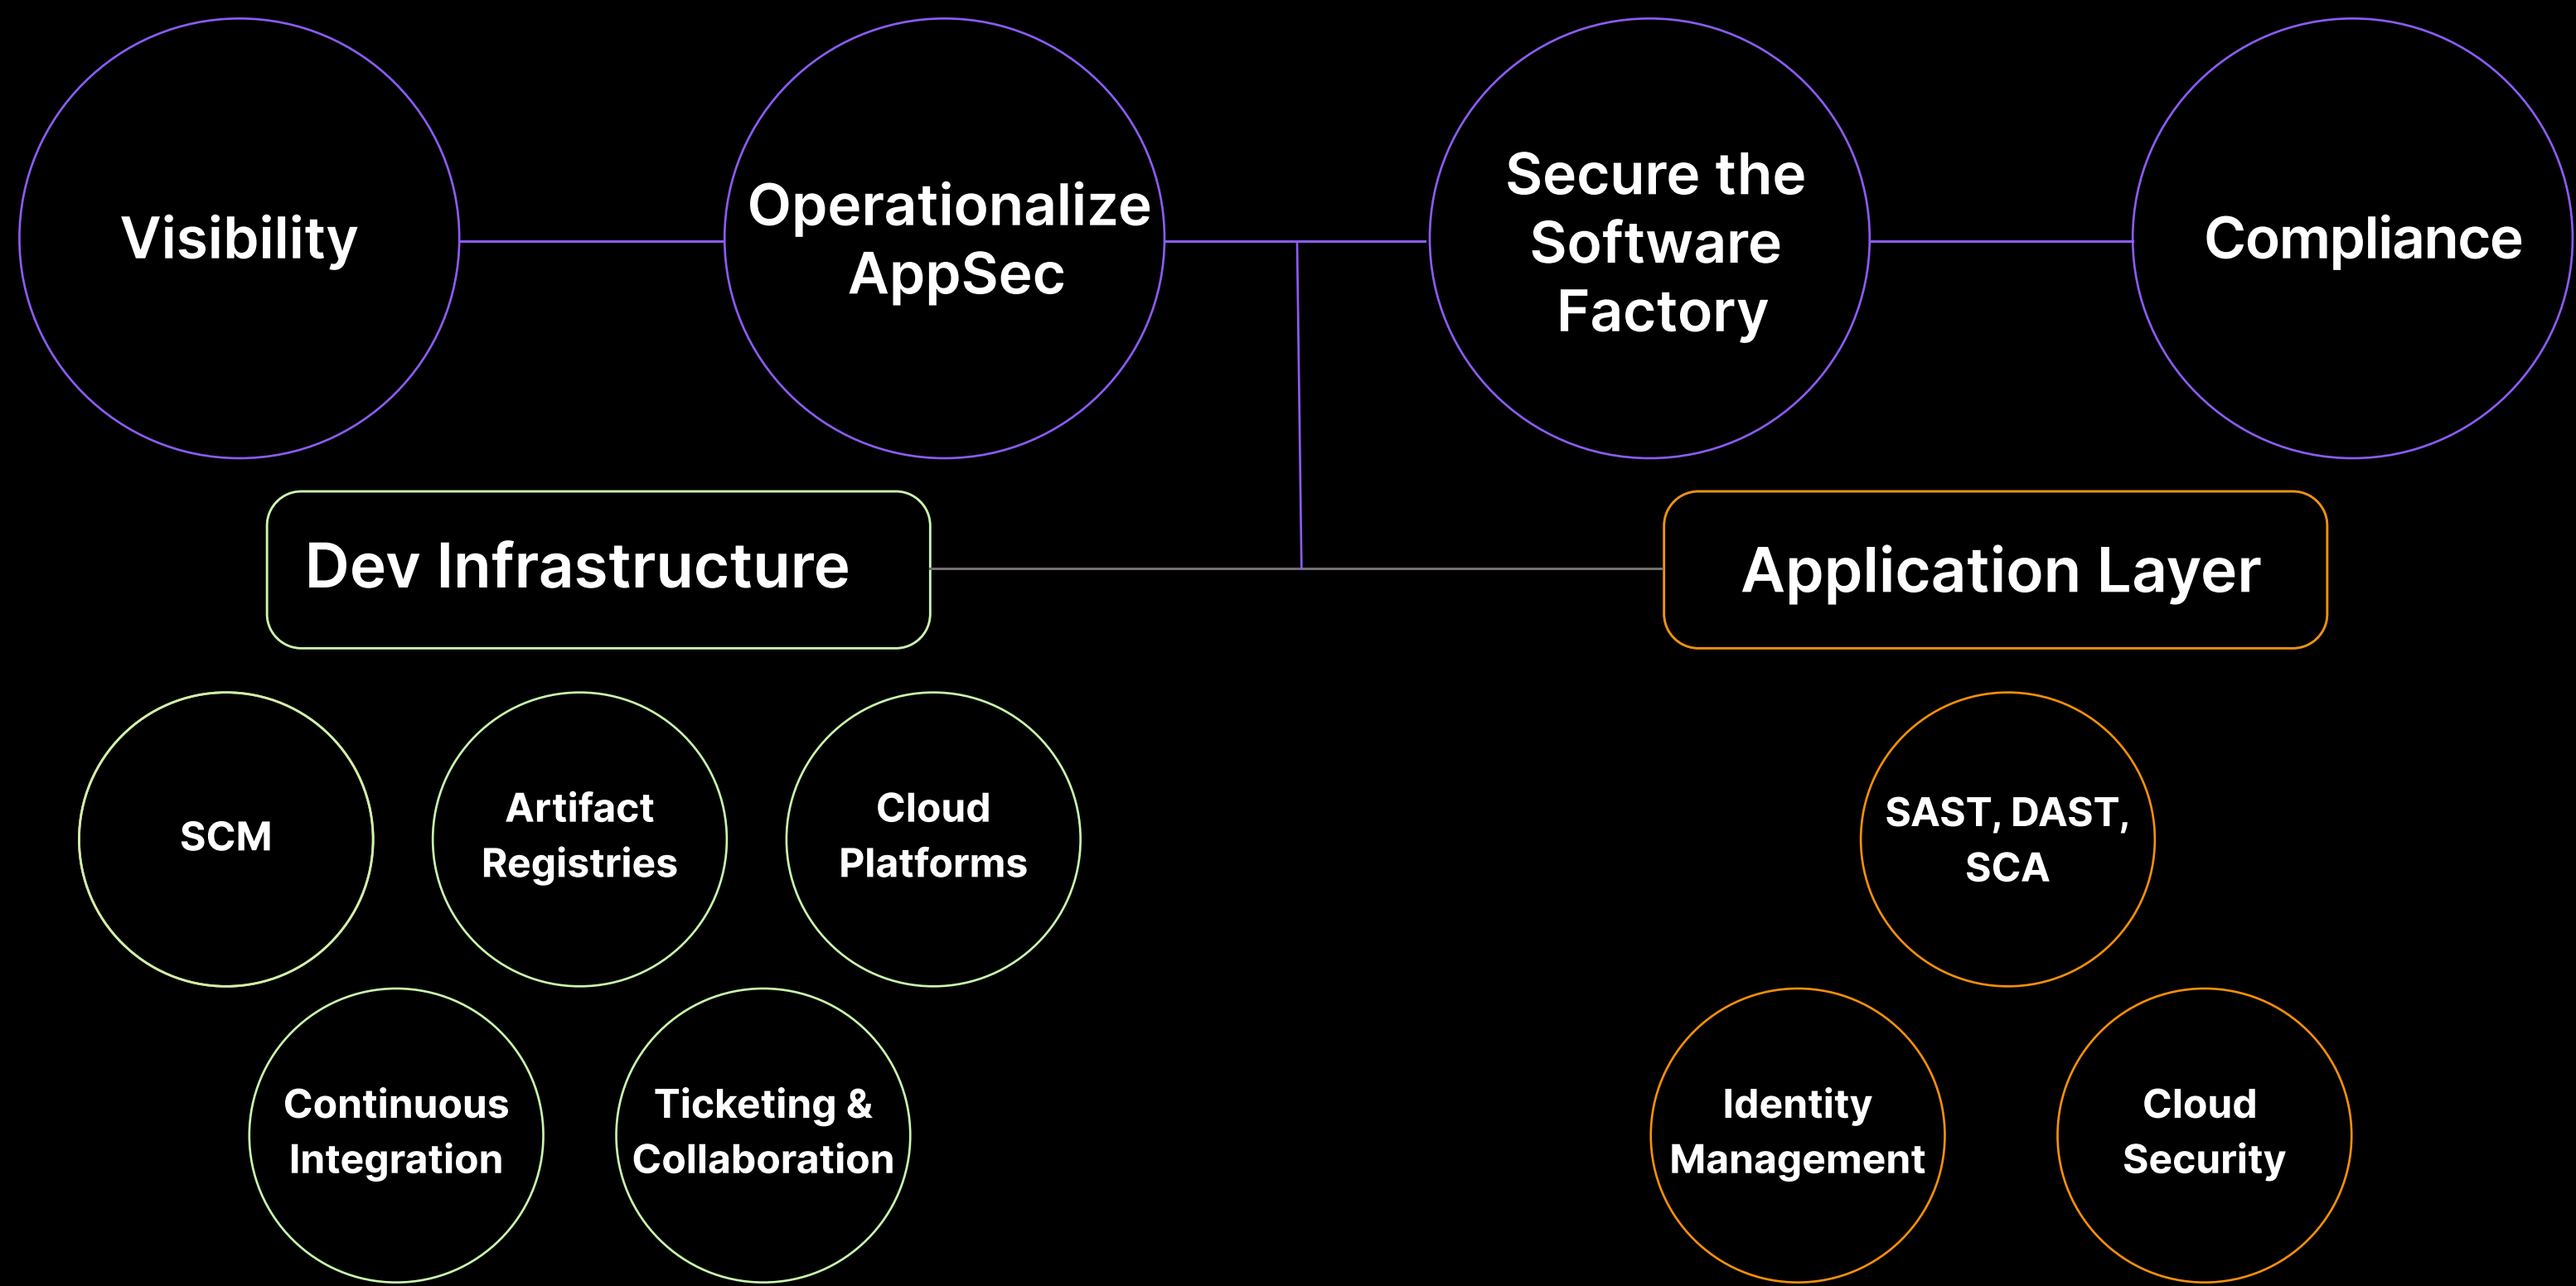 Visibility
Operationalize
AppSec
Secure the
Software
Factory
Compliance
Dev Infrastructure
Application Layer
SCM
Artifact
Registries
Cloud
Platforms
SAST, DAST,
SCA
Continuous
Integration
Ticketing &
Collaboration
Identity
Management
Cloud
Security